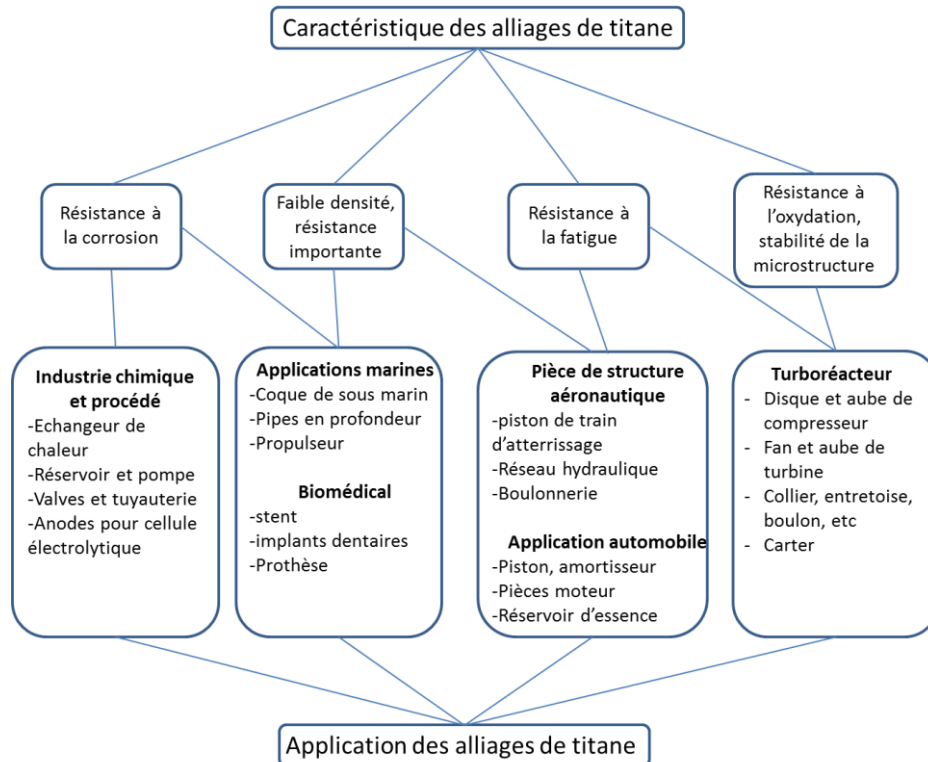 Caractéristique des alliages de titane
Résistance à
la corrosion
Faible densité,
résistance
importante
Résistance à
la fatigue
Résistance à
l’oxydation,
stabilité de la
microstructure
Industrie chimique
et procédé
-Echangeur de
chaleur
-Réservoir et pompe
-Valves et tuyauterie
-Anodes pour cellule
électrolytique
Applications marines
-Coque de sous marin
-Pipes en profondeur
-Propulseur
Biomédical
-stent
-implants dentaires
-Prothèse
Pièce de structure
aéronautique
-piston de train
d’atterrissage
-Réseau hydraulique
-Boulonnerie
Application automobile
-Piston, amortisseur
-Pièces moteur
-Réservoir d’essence
Turboréacteur
- Disque et aube de
compresseur
- Fan et aube de
turbine
- Collier, entretoise,
boulon, etc
- Carter
Application des alliages de titane